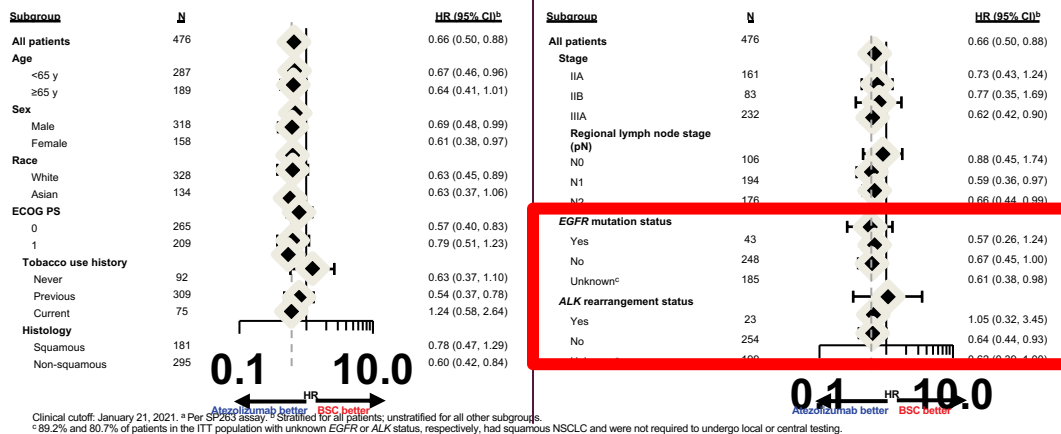 Subgroup N HR (95% CI)ᵇ
All patients 476 0.66 (0.50, 0.88)
Age
<65 y 287 0.67 (0.46, 0.96)
≥65 y 189 0.64 (0.41, 1.01)
Sex
Male 318 0.69 (0.48, 0.99)
Female 158 0.61 (0.38, 0.97)
Race
White 328 0.63 (0.45, 0.89)
Asian 134 0.63 (0.37, 1.06)
ECOG PS
0 265 0.57 (0.40, 0.83)
1 209 0.79 (0.51, 1.23)
Tobacco use history
Never 92 0.63 (0.37, 1.10)
Previous 309 0.54 (0.37, 0.78)
Current 75 1.24 (0.58, 2.64)
Histology
Squamous 181 0.78 (0.47, 1.29)
Non-squamous 295 0.60 (0.42, 0.84)
0.1 10.0
HR
Atezolizumab better BSC better
Subgroup N HR (95% CI)ᵇ
All patients 476 0.66 (0.50, 0.88)
Stage
IIA 161 0.73 (0.43, 1.24)
IIB 83 0.77 (0.35, 1.69)
IIIA 232 0.62 (0.42, 0.90)
Regional lymph node stage
(pN)
N0 106 0.88 (0.45, 1.74)
N1 194 0.59 (0.36, 0.97)
N2 176 0.66 (0.44, 0.99)
EGFR mutation status
Yes 43 0.57 (0.26, 1.24)
No 248 0.67 (0.45, 1.00)
Unknownᶜ 185 0.61 (0.38, 0.98)
ALK rearrangement status
Yes 23 1.05 (0.32, 3.45)
No 254 0.64 (0.44, 0.93)
0.1 10.0
HR
Atezolizumab better BSC better
Clinical cutoff: January 21, 2021. ᵃ Per SP263 assay. ᵇ Stratified for all patients; unstratified for all other subgroups.
ᶜ 89.2% and 80.7% of patients in the ITT population with unknown EGFR or ALK status, respectively, had squamous NSCLC and were not required to undergo local or central testing.